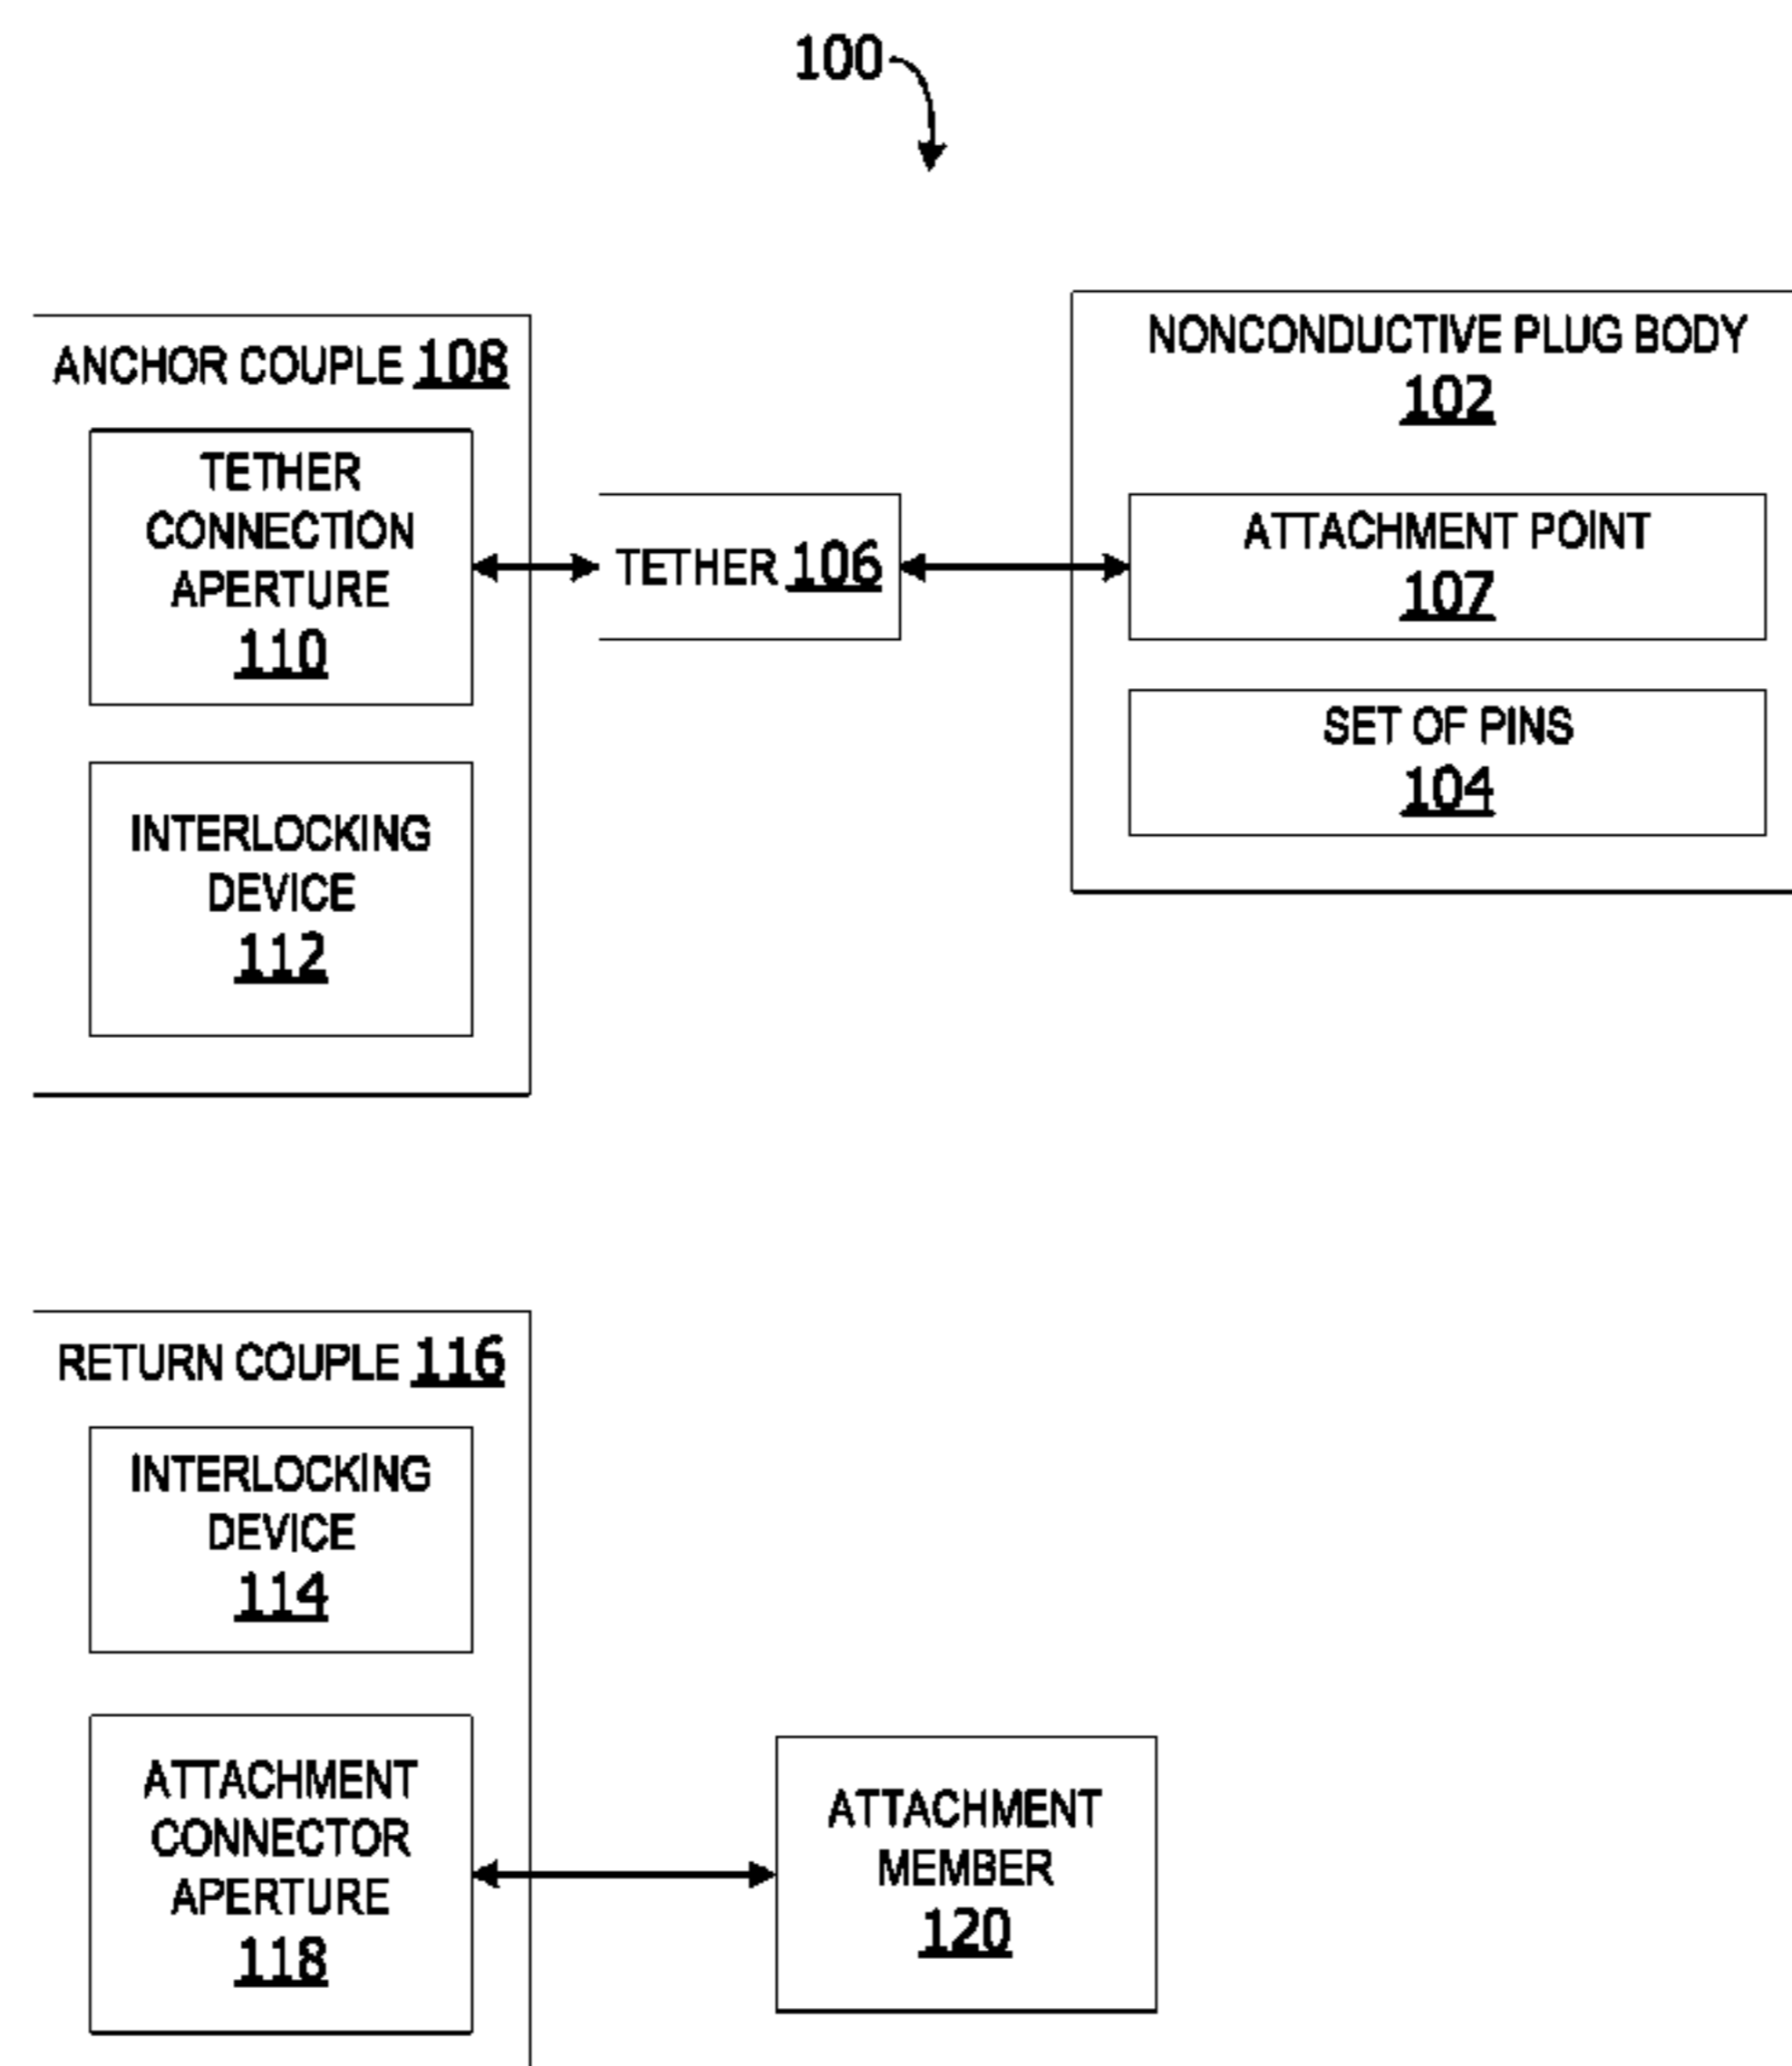 100
ANCHOR COUPLE 108
TETHER
CONNECTION
APERTURE
110
INTERLOCKING
DEVICE
112
TETHER 106
NONCONDUCTIVE PLUG BODY
102
ATTACHMENT POINT
107
SET OF PINS
104
RETURN COUPLE 116
INTERLOCKING
DEVICE
114
ATTACHMENT
CONNECTOR
APERTURE
118
ATTACHMENT
MEMBER
120